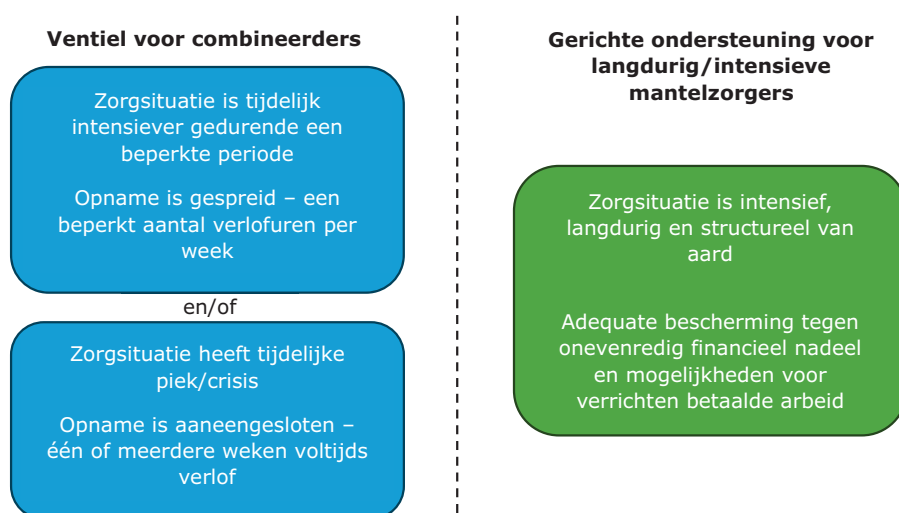 Ventiel voor combineerders
Zorgsituatie is tijdelijk
intensiever gedurende een
beperkte periode
Opname is gespreid – een
beperkt aantal verlofuren per
week
en/of
Zorgsituatie heeft tijdelijke
piek/crisis
Opname is aaneengesloten –
één of meerdere weken voltijds
verlof
Gerichte ondersteuning voor
langdurig/intensieve
mantelzorgers
Zorgsituatie is intensief,
langdurig en structureel van
aard
Adequate bescherming tegen
onevenredig financieel nadeel
en mogelijkheden voor
verrichten betaalde arbeid